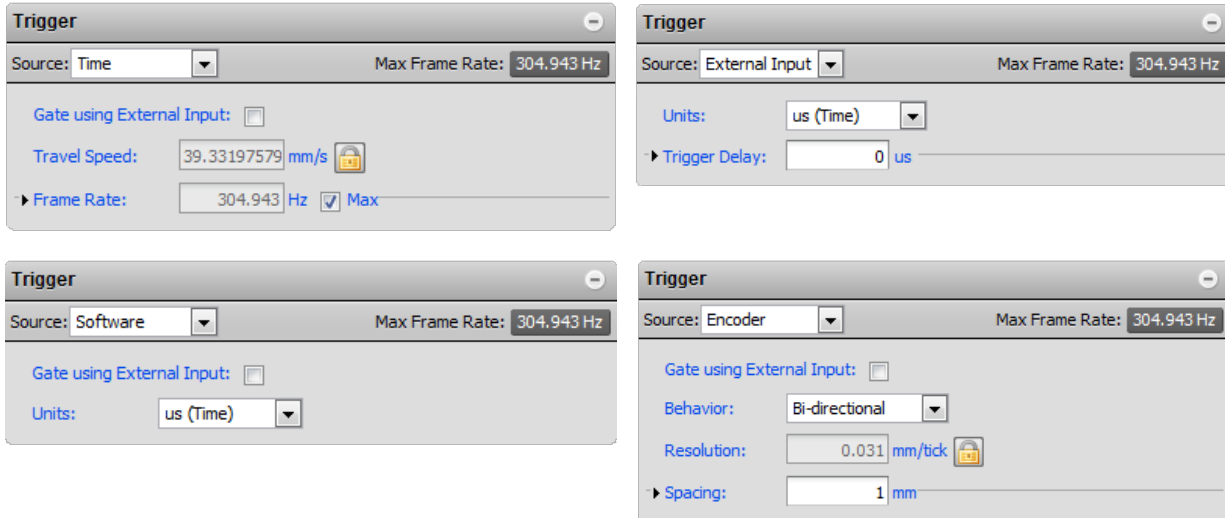 Trigger
Source: Time Max Frame Rate: 304.943 Hz
Gate using External Input:
Travel Speed: 39.33197579 mm/s
Frame Rate: 304.943 Hz Max
Trigger
Source: External Input Max Frame Rate: 304.943 Hz
Units: us (Time)
Trigger Delay: 0 us
Trigger
Source: Software Max Frame Rate: 304.943 Hz
Gate using External Input:
Units: us (Time)
Trigger
Source: Encoder Max Frame Rate: 304.943 Hz
Gate using External Input:
Behavior: Bi-directional
Resolution: 0.031 mm/tick
Spacing: 1 mm